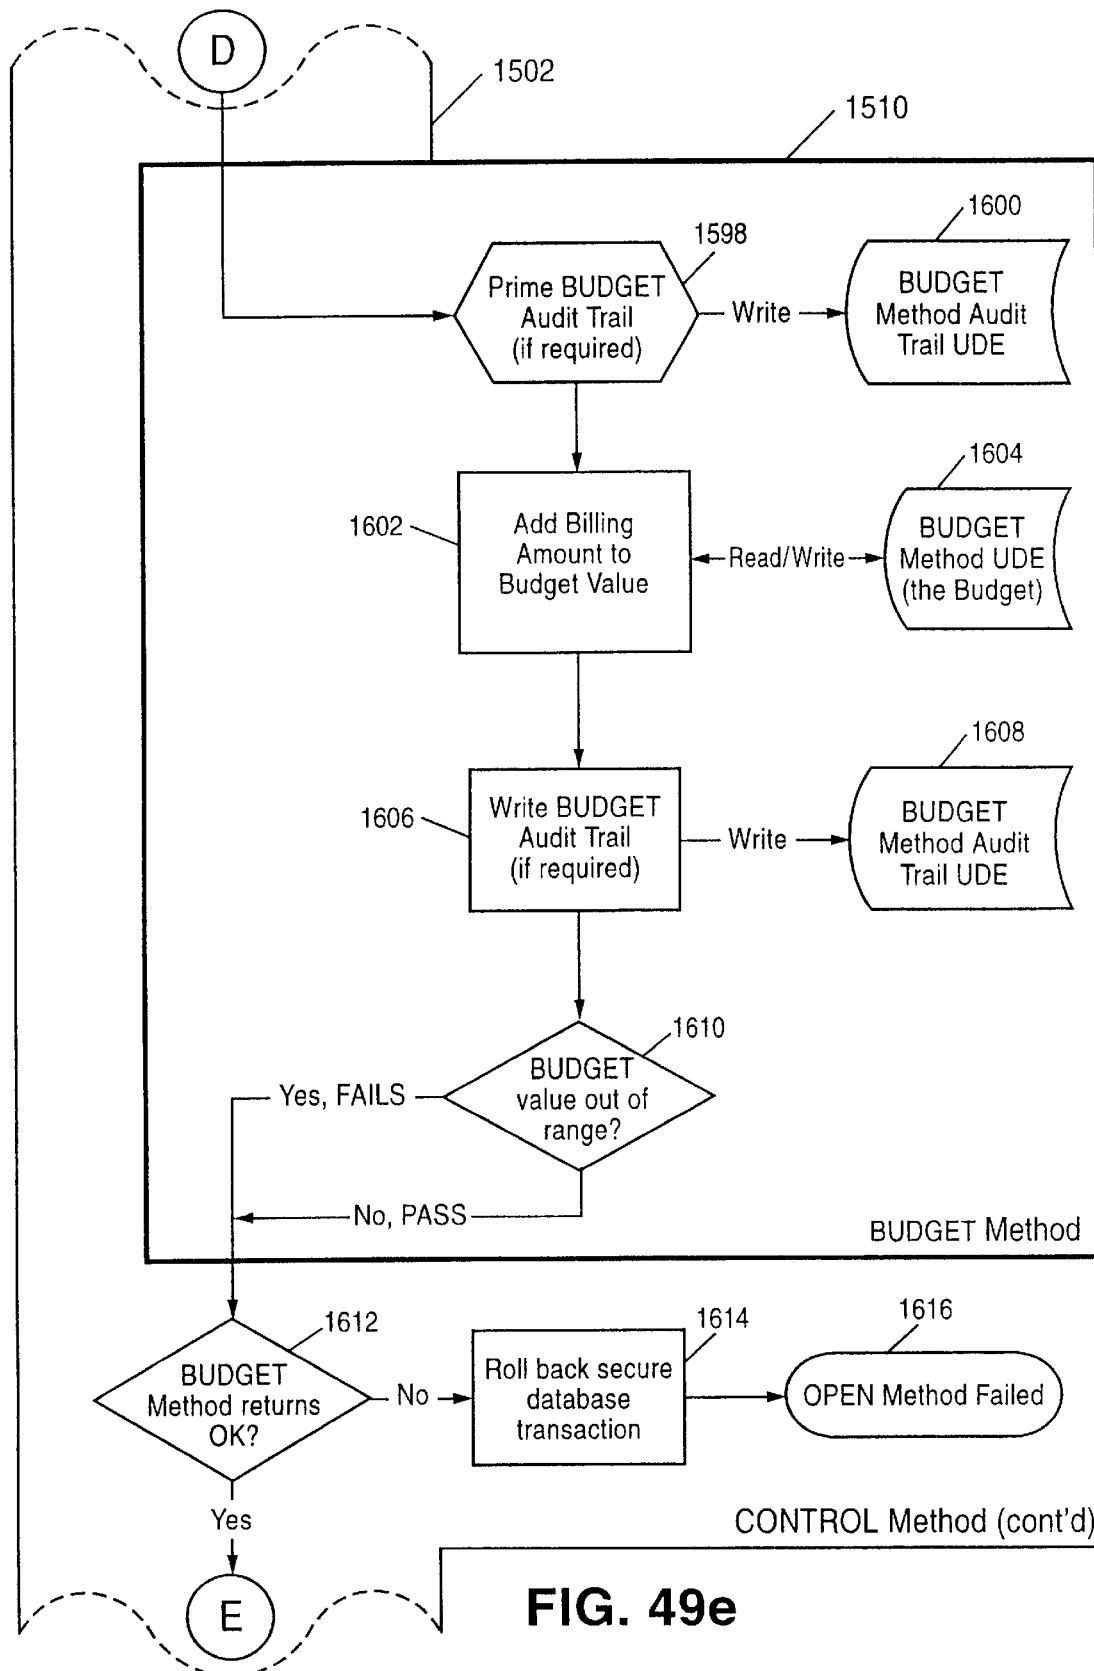 D
1502
1510
1600
1598
Prime BUDGET
Audit Trail
(if required)
Write
BUDGET
Method Audit
Trail UDE
1604
1602
Add Billing
Amount to
Budget Value
Read/Write
BUDGET
Method UDE
(the Budget)
1608
1606
Write BUDGET
Audit Trail
(if required)
Write
BUDGET
Method Audit
Trail UDE
1610
BUDGET
value out of
range?
Yes, FAILS
No, PASS
BUDGET Method
1612
BUDGET
Method returns
OK?
No
1614
Roll back secure
database
transaction
1616
OPEN Method Failed
Yes
CONTROL Method (cont'd)
E
FIG. 49e